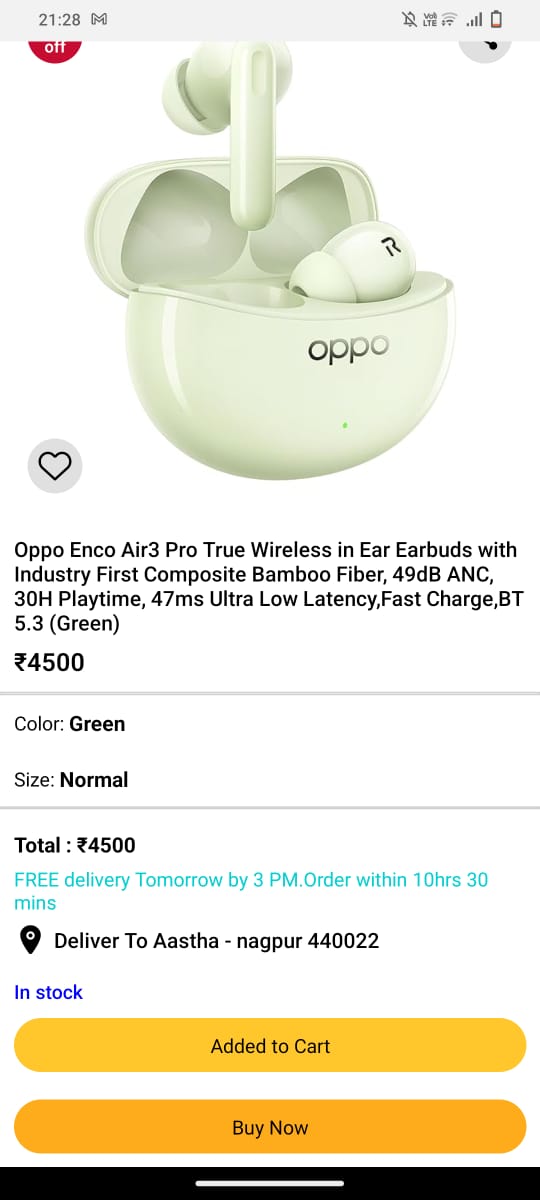 21:28
Vo)
LTE
off
R
oppo
Oppo Enco Air3 Pro True Wireless in Ear Earbuds with
Industry First Composite Bamboo Fiber, 49dB ANC,
30H Playtime, 47ms Ultra Low Latency,Fast Charge,BT
5.3 (Green)
₹4500
Color: Green
Size: Normal
Total : ₹4500
FREE delivery Tomorrow by 3 PM.Order within 10hrs 30
mins
Deliver To Aastha - nagpur 440022
In stock
Added to Cart
Buy Now